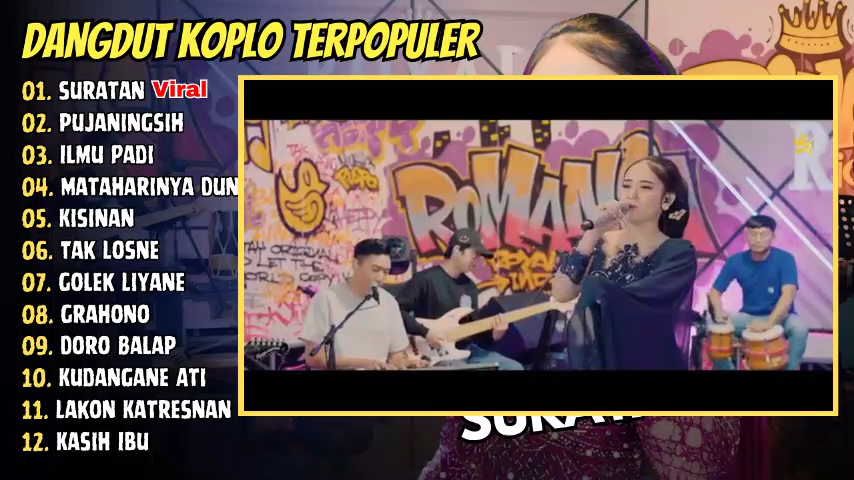 DANGDUT KOPLO TERPOPULER
01. SURATAN Viral
02. PUJANINGSIH
03. ILMU PADI
04. MATAHARINYA DUN
05. KISINAN
06. TAK LOSNE
07. GOLEK LIYANE
08. GRAHONO
09. DORO BALAP
10. KUDANGANE ATI
11. LAKON KATRESNAN
12. KASIH IBU
ROMAN